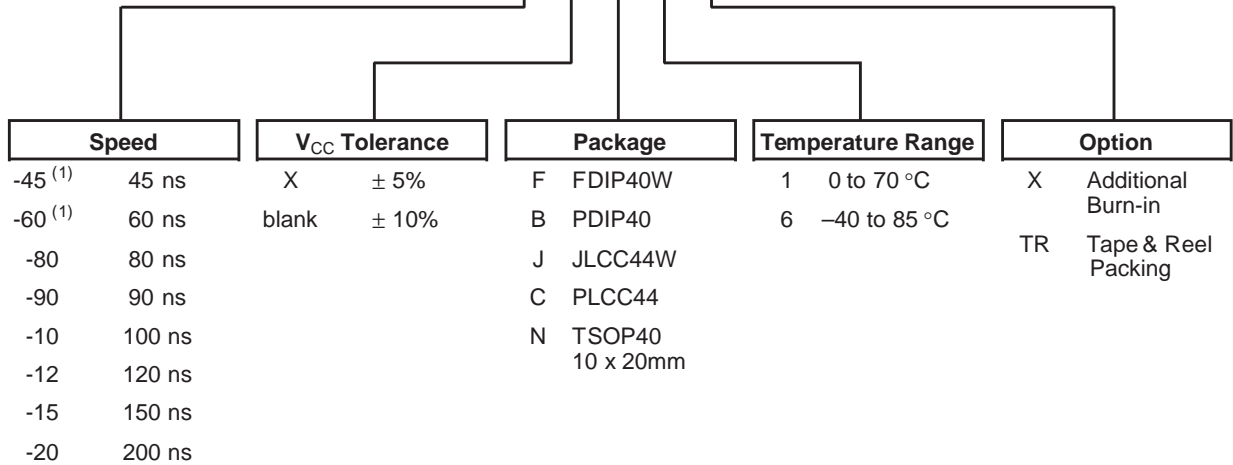 Speed
-45 (1) 45 ns
-60 (1) 60 ns
-80 80 ns
-90 90 ns
-10 100 ns
-12 120 ns
-15 150 ns
-20 200 ns
VCC Tolerance
X ± 5%
blank ± 10%
Package
F FDIP40W
B PDIP40
J JLCC44W
C PLCC44
N TSOP40
10 x 20mm
Temperature Range
1 0 to 70 °C
6 –40 to 85 °C
Option
X Additional
Burn-in
TR Tape & Reel
Packing